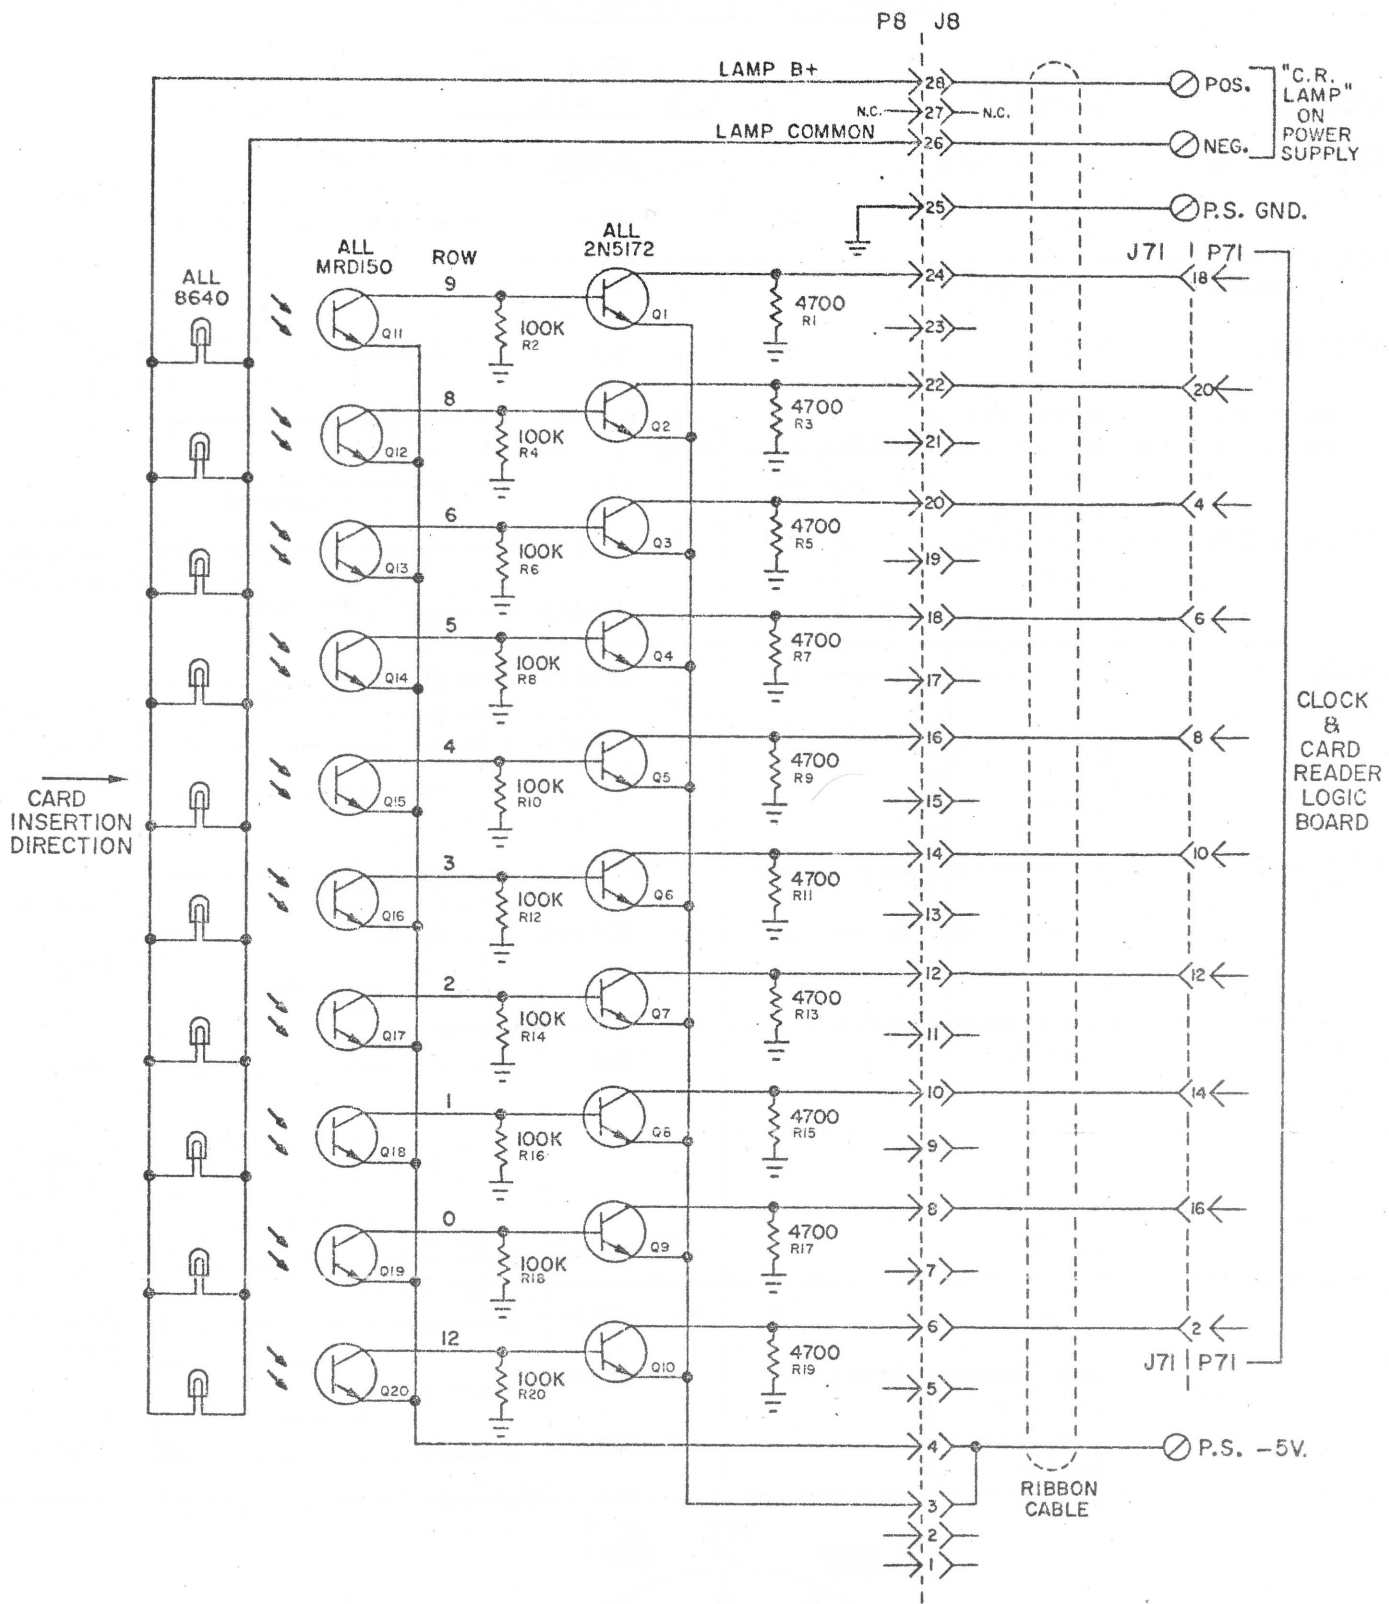 P8 J8
LAMP B+
28
POS.
"C.R.
LAMP"
ON
POWER
SUPPLY
N.C.
27
N.C.
LAMP COMMON
26
NEG.
25
P.S. GND.
ALL
MRD150
ROW
ALL
2N5172
J71 P71
ALL
8640
9
Q11
100K
R2
Q1
4700
R1
24
18
23
8
Q12
100K
R4
Q2
4700
R3
22
20
21
6
Q13
100K
R6
Q3
4700
R5
20
4
19
5
Q14
100K
R8
Q4
4700
R7
18
6
17
CLOCK
&
CARD
READER
LOGIC
BOARD
CARD
INSERTION
DIRECTION
4
Q15
100K
R10
Q5
4700
R9
16
8
15
3
Q16
100K
R12
Q6
4700
R11
14
10
13
2
Q17
100K
R14
Q7
4700
R13
12
12
11
1
Q18
100K
R16
Q8
4700
R15
10
14
9
0
Q19
100K
R18
Q9
4700
R17
8
16
7
12
Q20
100K
R20
Q10
4700
R19
6
2
J71 P71
5
4
P.S. -5V.
RIBBON
CABLE
3
2
1